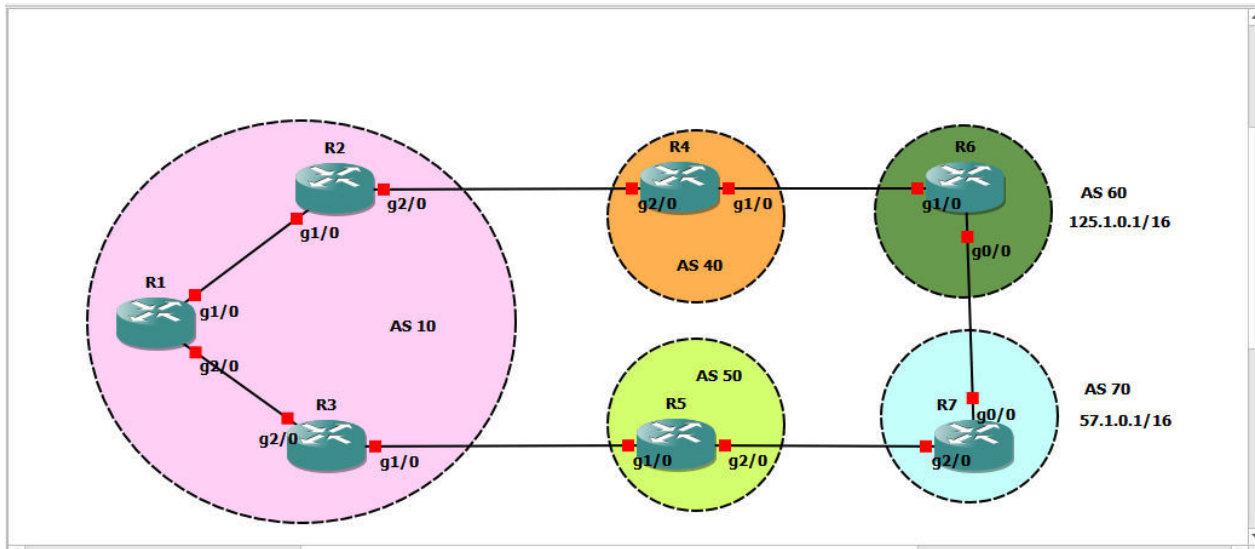 R2
g2/0
g1/0
R1
g1/0
g2/0
AS 10
R3
g2/0
g1/0
R4
g2/0
g1/0
AS 40
R6
g1/0
g0/0
AS 60
125.1.0.1/16
AS 50
R5
g1/0
g2/0
R7
g0/0
g2/0
AS 70
57.1.0.1/16